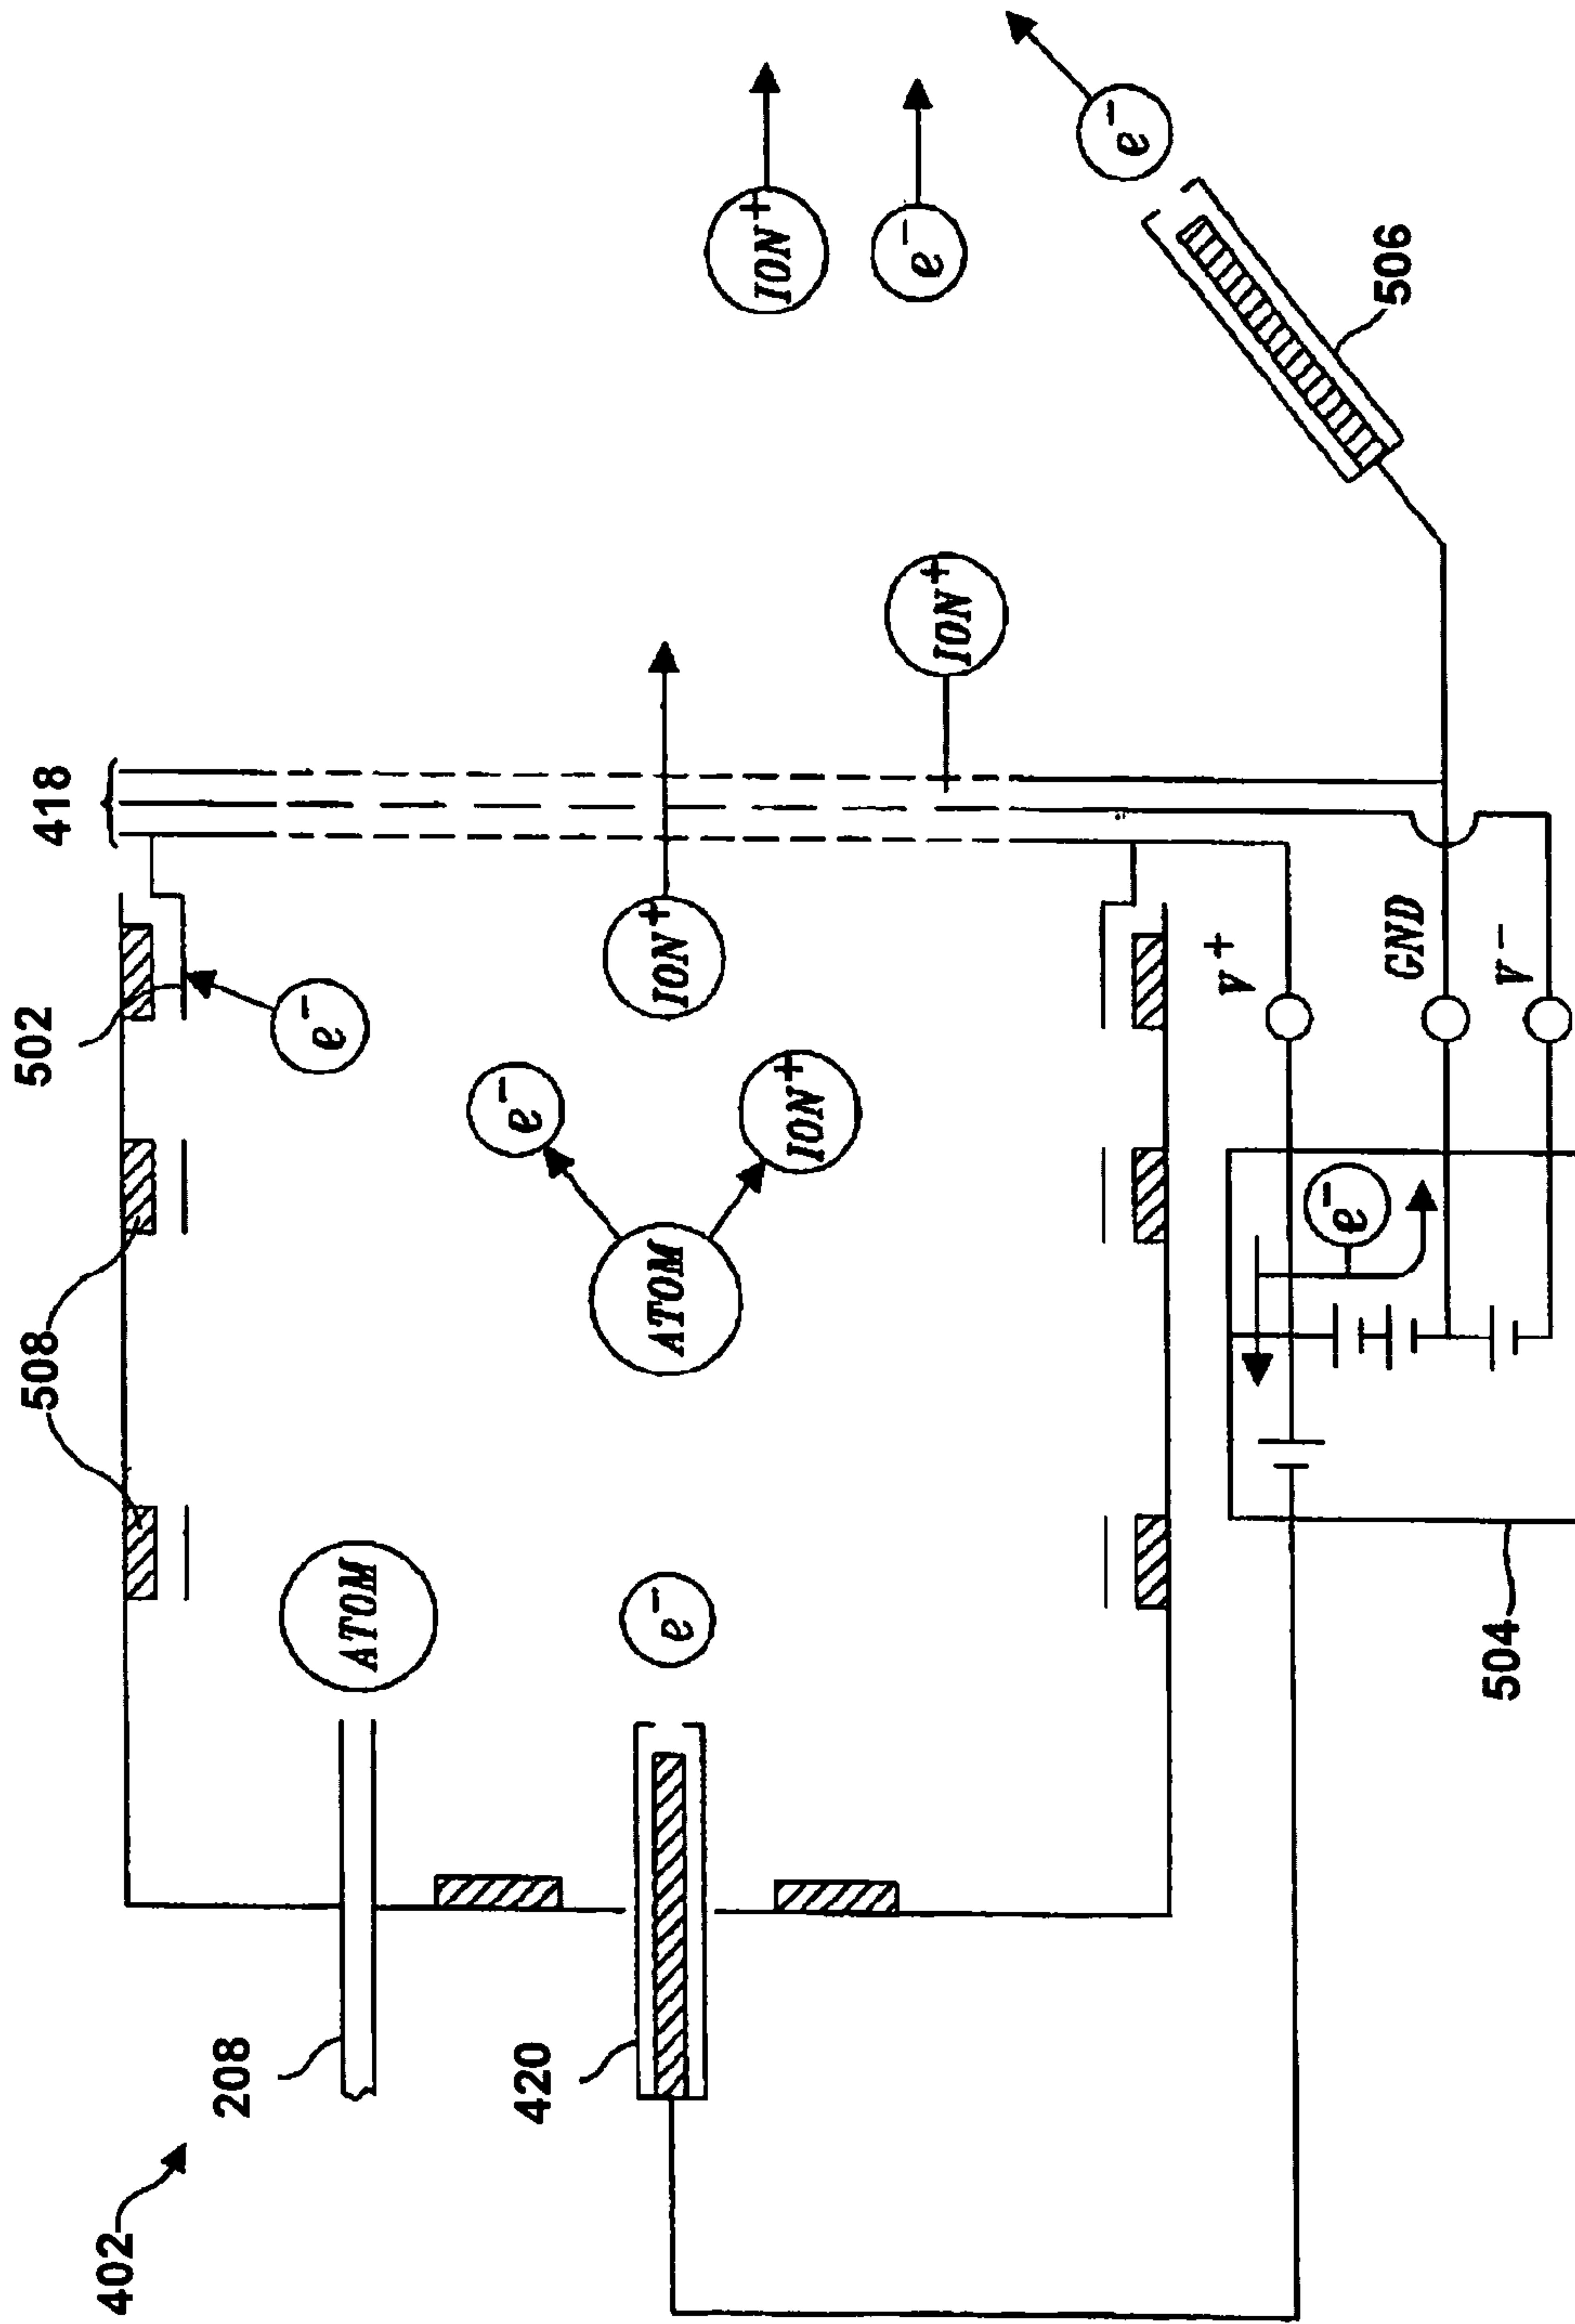 402
208
420
508
502
418
ATOM
e⁻
ATOM
e⁻
ION⁺
e⁻
ION⁺
ION⁺
ION⁺
e⁻
e⁻
506
504
e⁻
V⁺
GND
V⁻